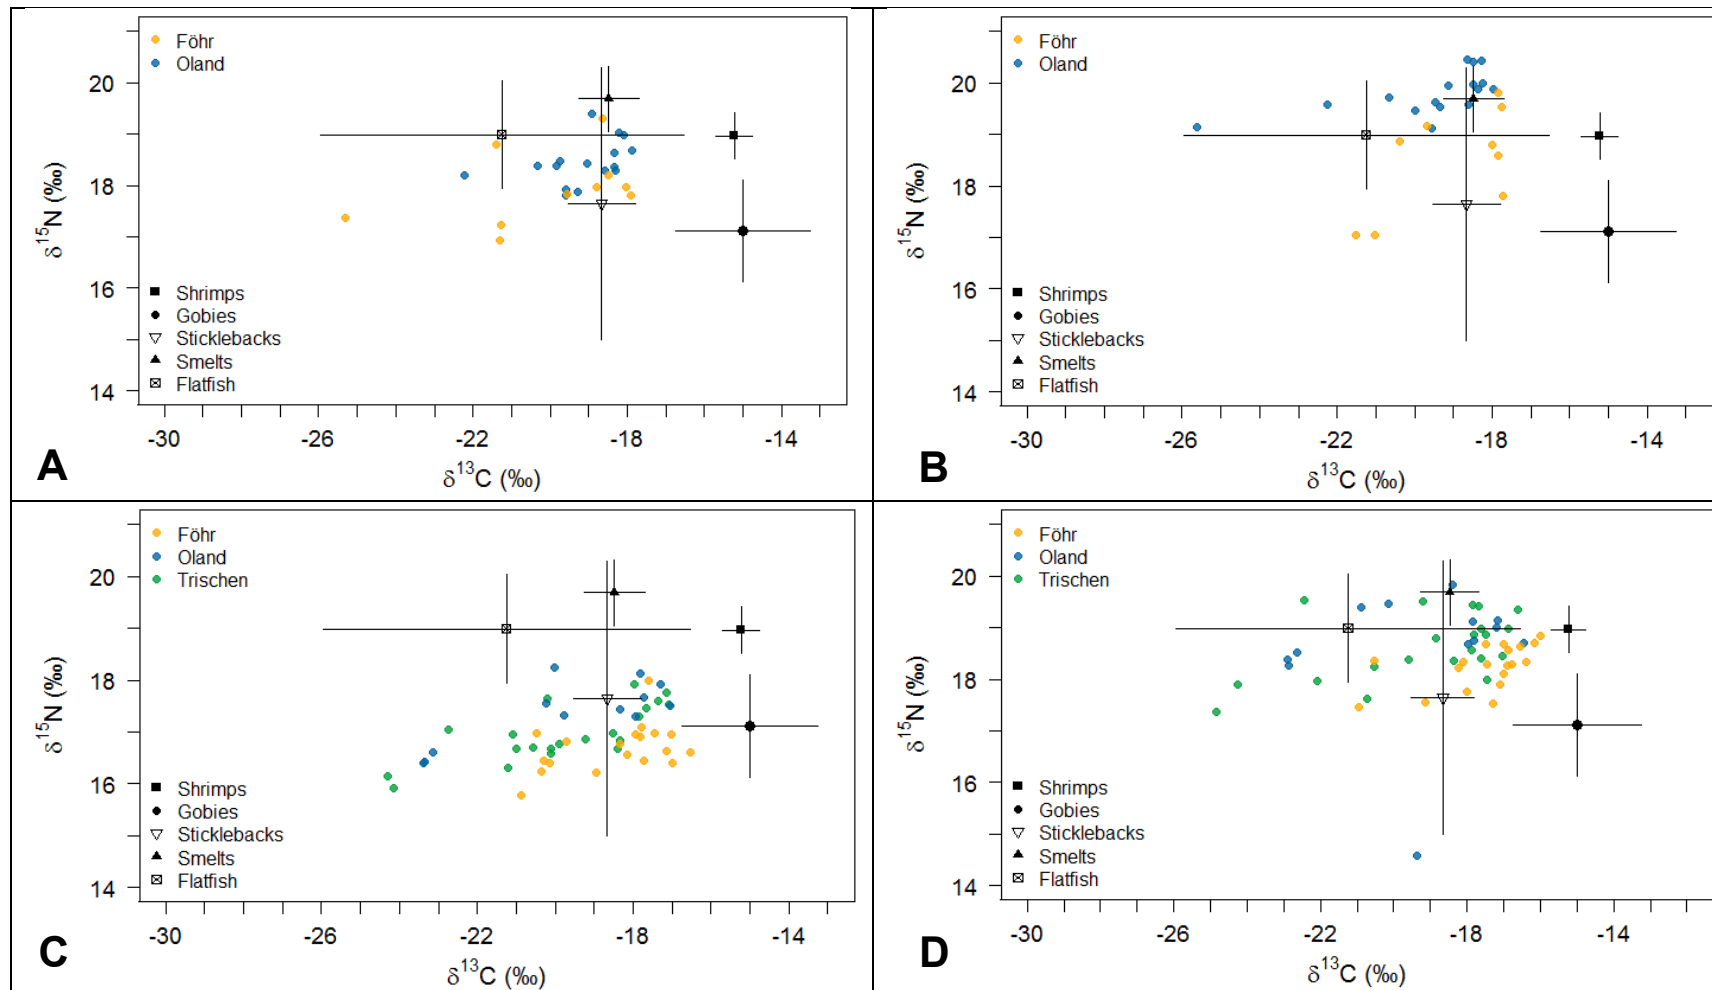 Föhr
Oland
20
18
16
14
δ15N (‰)
Shrimps
Gobies
Sticklebacks
Smelts
Flatfish
-30 -26 -22 -18 -14
A
δ13C (‰)
Föhr
Oland
20
18
16
14
δ15N (‰)
Shrimps
Gobies
Sticklebacks
Smelts
Flatfish
-30 -26 -22 -18 -14
B
δ13C (‰)
Föhr
Oland
Trischen
20
18
16
14
δ15N (‰)
Shrimps
Gobies
Sticklebacks
Smelts
Flatfish
-30 -26 -22 -18 -14
C
δ13C (‰)
Föhr
Oland
Trischen
20
18
16
14
δ15N (‰)
Shrimps
Gobies
Sticklebacks
Smelts
Flatfish
-30 -26 -22 -18 -14
D
δ13C (‰)